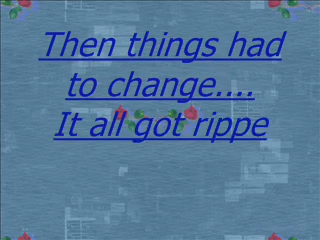 Then things had
to change....
It all got rippe